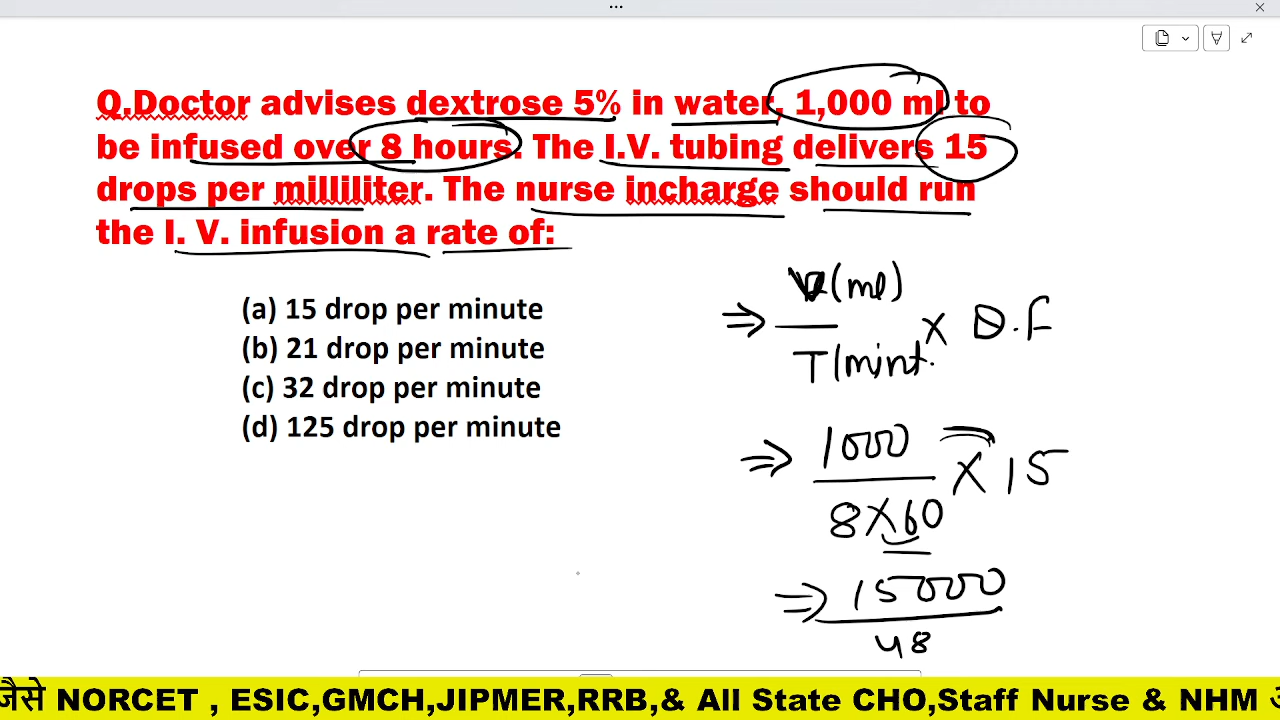 Q.Doctor advises dextrose 5% in water, 1,000 ml to
be infused over 8 hours. The I.V. tubing delivers 15
drops per milliliter. The nurse incharge should run
the I. V. infusion a rate of:
(a) 15 drop per minute
(b) 21 drop per minute
(c) 32 drop per minute
(d) 125 drop per minute
⇒ V(ml) / T(mint. × D.F
⇒ 1000 / 8×60 × 15
⇒ 15000 / 48
जैसे NORCET , ESIC,GMCH,JIPMER,RRB,& All State CHO,Staff Nurse & NHM